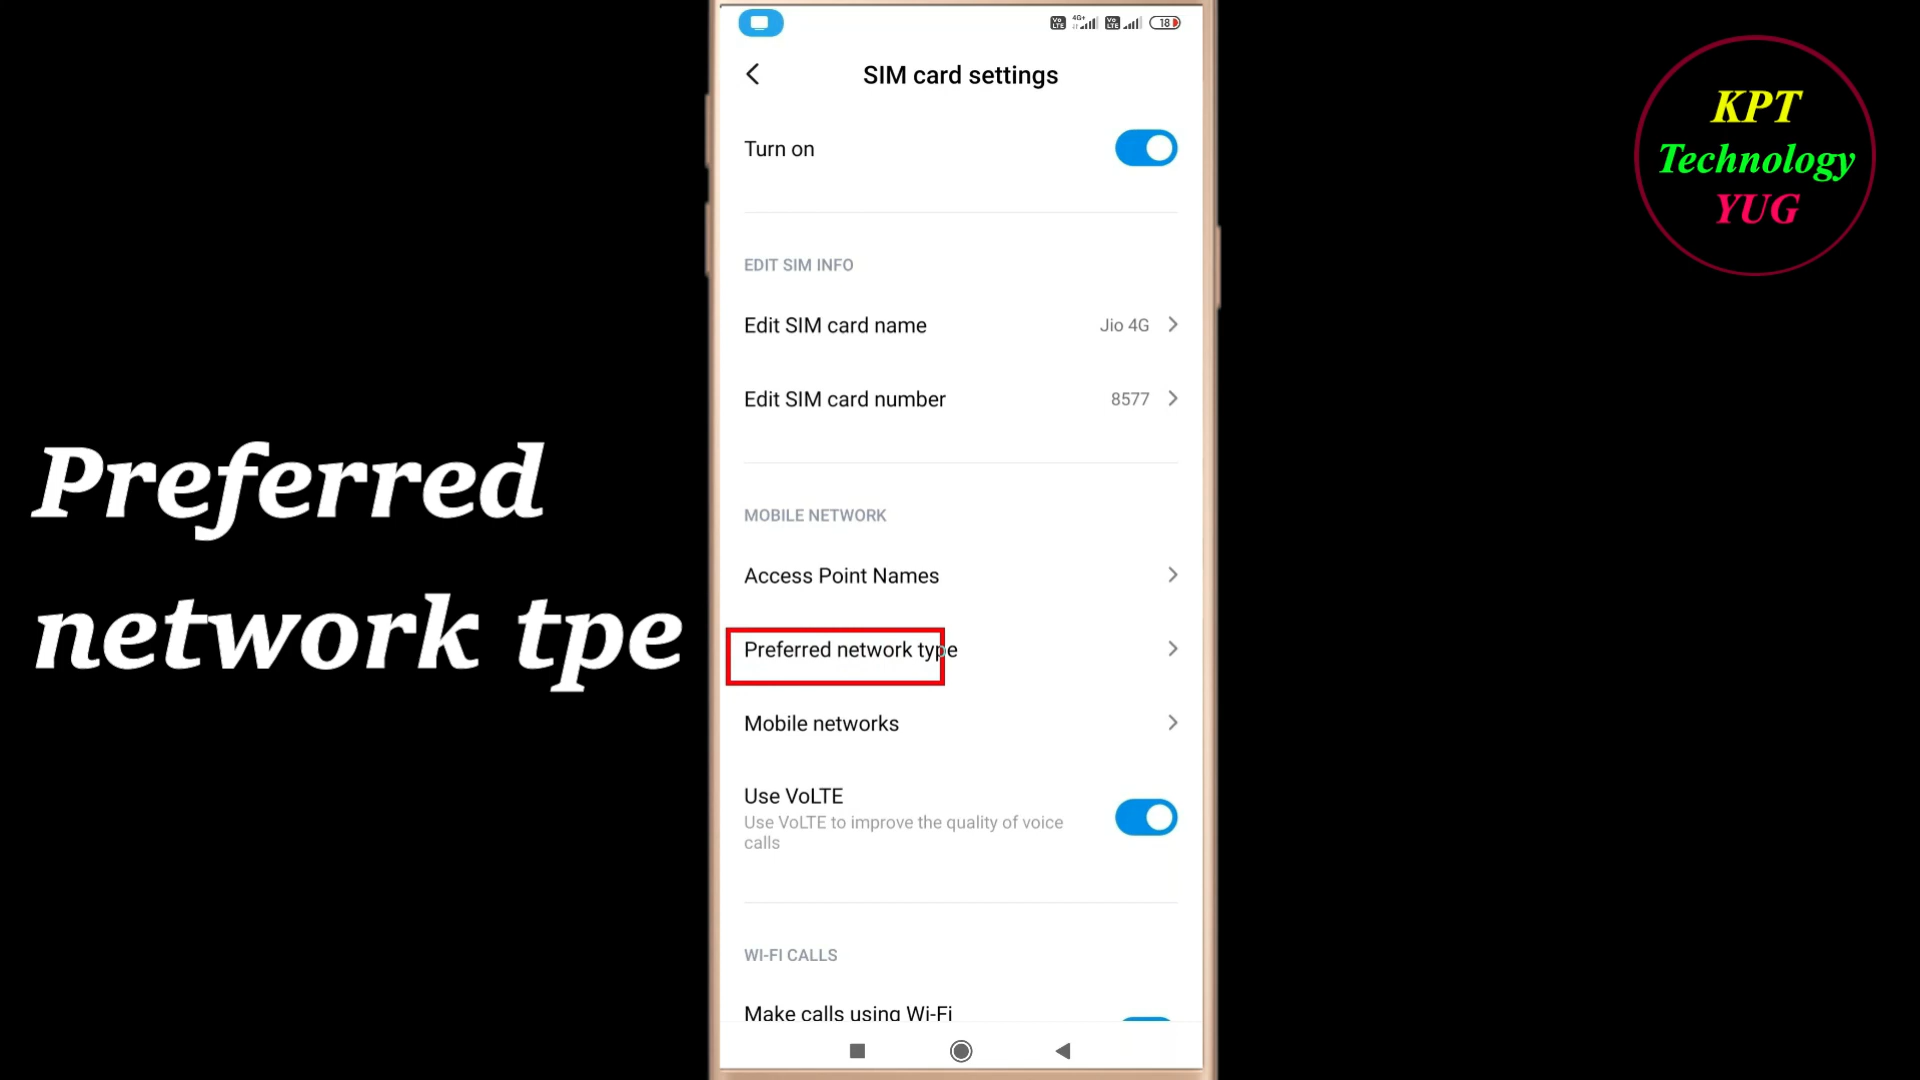 18
SIM card settings
KPT
Technology
YUG
Turn on
EDIT SIM INFO
Edit SIM card name
Jio 4G
Edit SIM card number
8577
Preferred
network tpe
MOBILE NETWORK
Access Point Names
Preferred network type
Mobile networks
Use VoLTE
Use VoLTE to improve the quality of voice
calls
WI-FI CALLS
Make calls using Wi-Fi